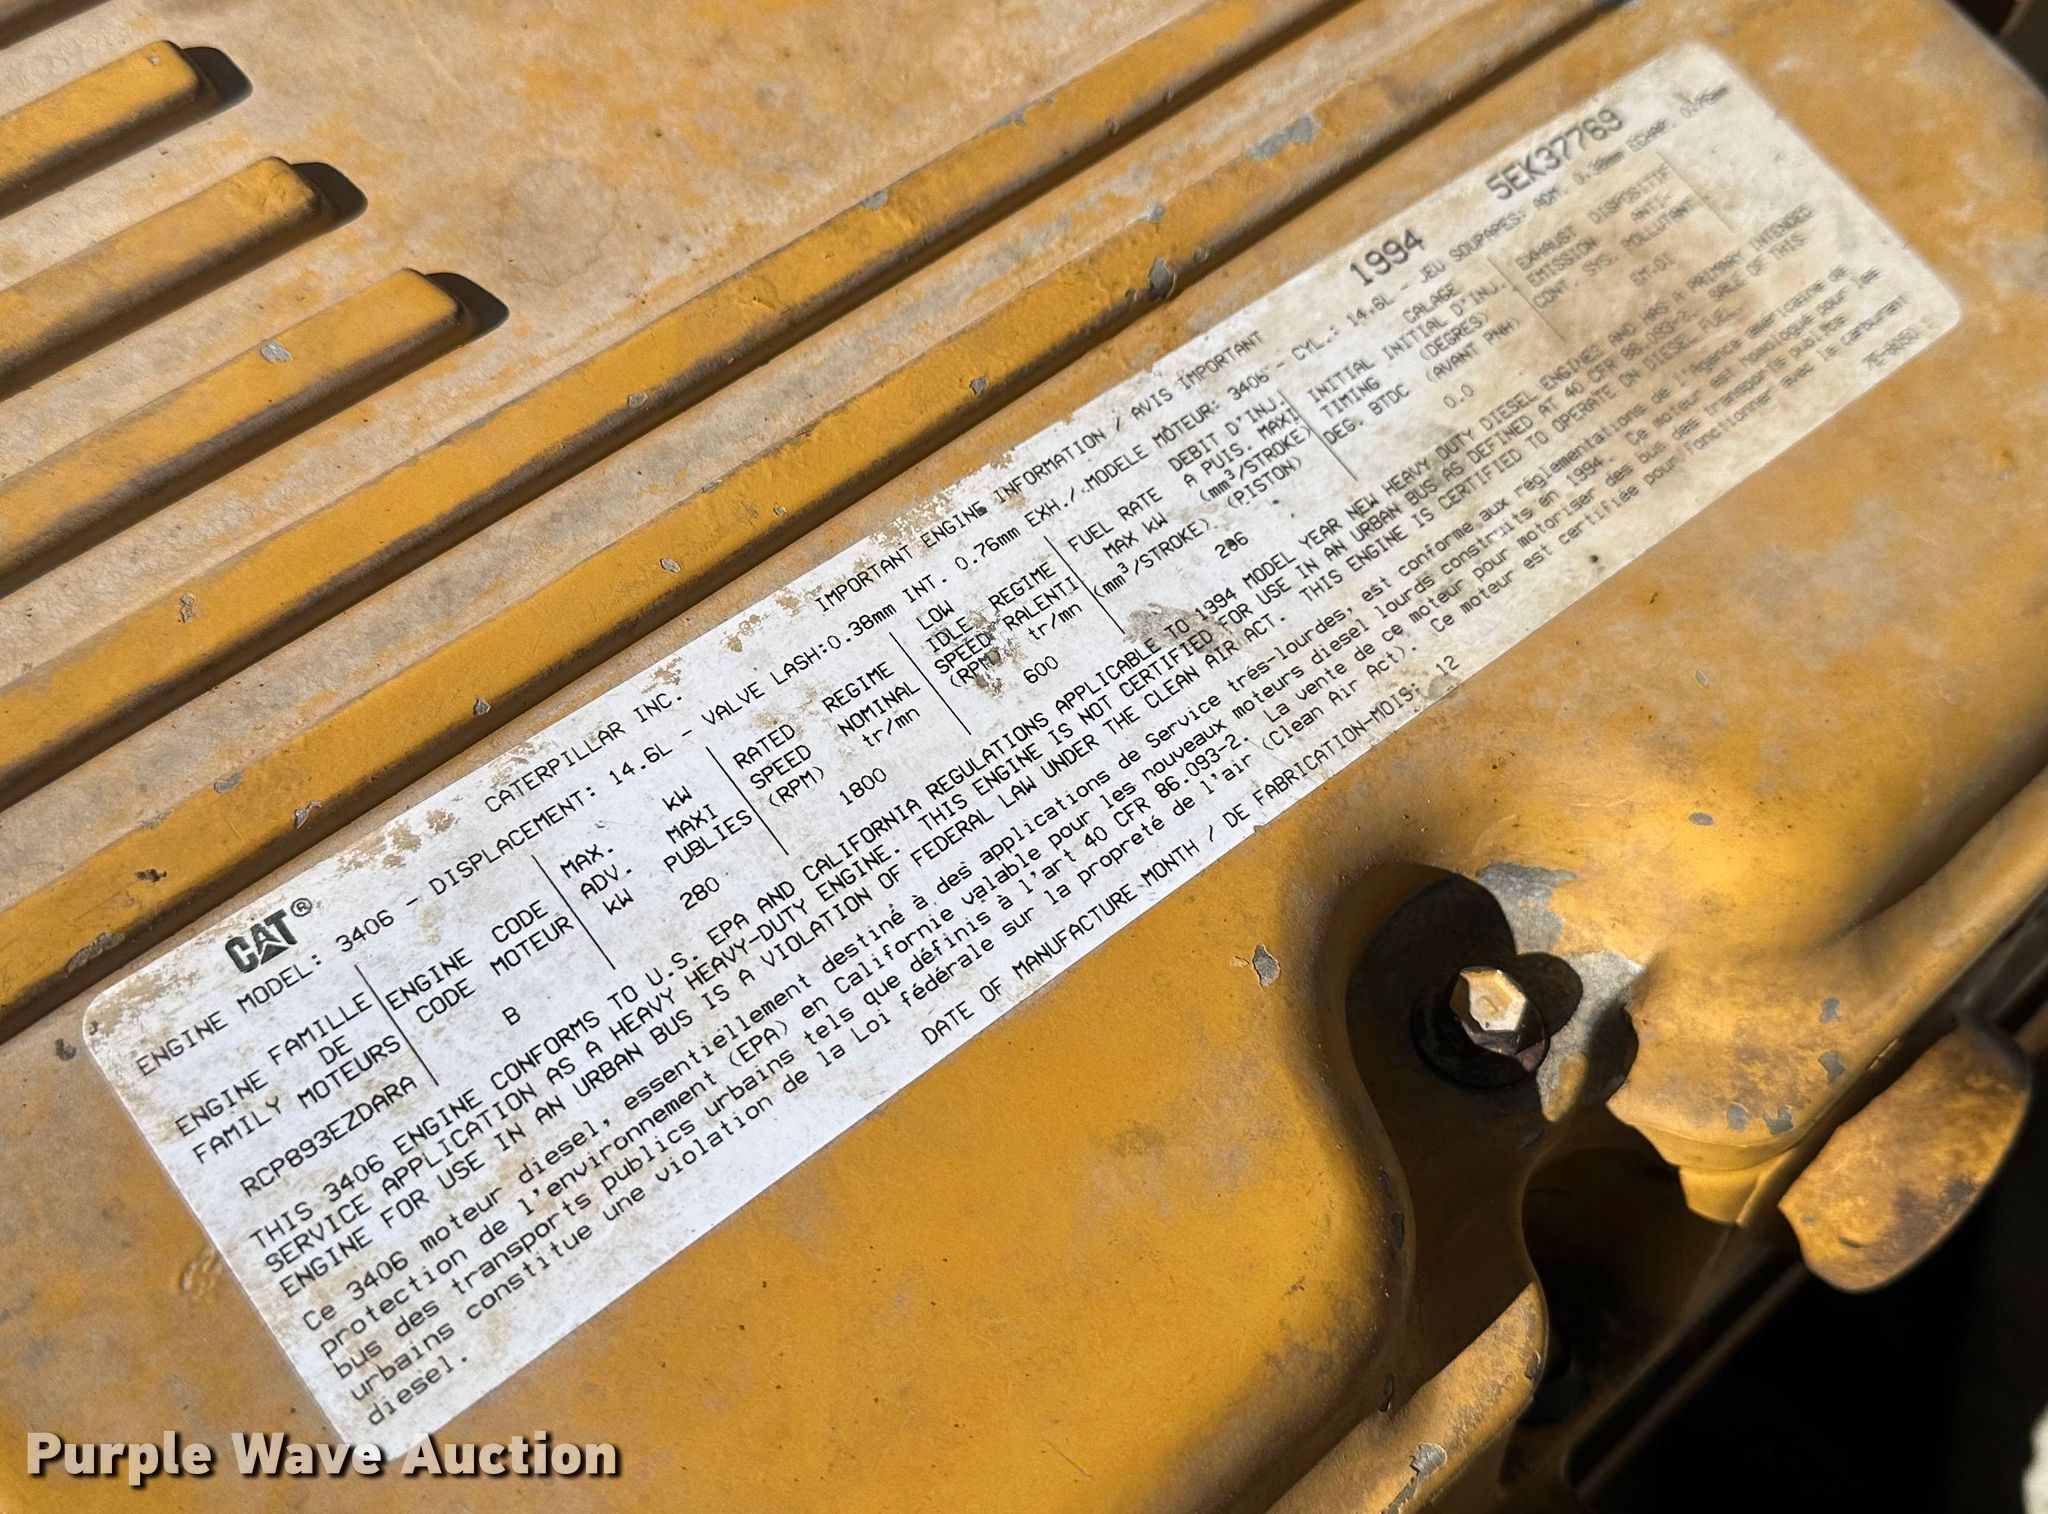 CAT®
CATERPILLAR INC. IMPORTANT ENGINE INFORMATION / AVIS IMPORTANT 1994 5EK37769
ENGINE MODEL: 3406 - DISPLACEMENT: 14.6L - VALVE LASH:0.38mm INT. 0.76mm EXH./ MODELE MOTEUR: 3406 - CYL.: 14.6L - JEU SOUPAPES: ADM. 0.38mm ECHAP. 0.76mm
ENGINE FAMILLE
DE
FAMILY MOTEURS
RCP893EZDARA
ENGINE CODE
CODE MOTEUR
B
MAX. kW
ADV. MAXI
kW PUBLIES
280
RATED REGIME
SPEED NOMINAL
(RPM) tr/mn
1800
LOW
IDLE REGIME
SPEED RALENTI
(RPM) tr/mn
600
FUEL RATE DEBIT D'INJ.
MAX kW A PUIS. MAXI
(mm³/STROKE) (mm³/STROKE)
(PISTON)
INITIAL CALAGE
TIMING INITIAL D'INJ.
DEG. BTDC (DEGRES)
(AVANT PNH)
0.0
EXHAUST DISPOSITIF
EMISSION ANTI-
CONT. SYS. POLLUTANT
EM-DI
THIS 3406 ENGINE CONFORMS TO U.S. EPA AND CALIFORNIA REGULATIONS APPLICABLE TO 1994 MODEL YEAR NEW HEAVY DUTY DIESEL ENGINES AND HAS A PRIMARY INTENDED
SERVICE APPLICATION AS A HEAVY HEAVY-DUTY ENGINE. THIS ENGINE IS NOT CERTIFIED FOR USE IN AN URBAN BUS AS DEFINED AT 40 CFR 86.093-2. SALE OF THIS
ENGINE FOR USE IN AN URBAN BUS IS A VIOLATION OF FEDERAL LAW UNDER THE CLEAN AIR ACT. THIS ENGINE IS CERTIFIED TO OPERATE ON DIESEL FUEL.
Ce 3406 moteur diesel, essentiellement destiné à des applications de Service trés-lourdes, est conforme aux réglementations de l'Agence américaine de
protection de l'environnement (EPA) en Californie valable pour les nouveaux moteurs diesel lourds construits en 1994. Ce moteur est homologué pour les
bus des transports publics urbains tels que définis à l'art 40 CFR 86.093-2. La vente de ce moteur pour motoriser des bus des transports publics
urbains constitue une violation de la Loi fédérale sur la propreté de l'air (Clean Air Act). Ce moteur est certifiée pour fonctionner avec le carburant
diesel.
DATE OF MANUFACTURE MONTH / DE FABRICATION-MOIS: 12
Purple Wave Auction